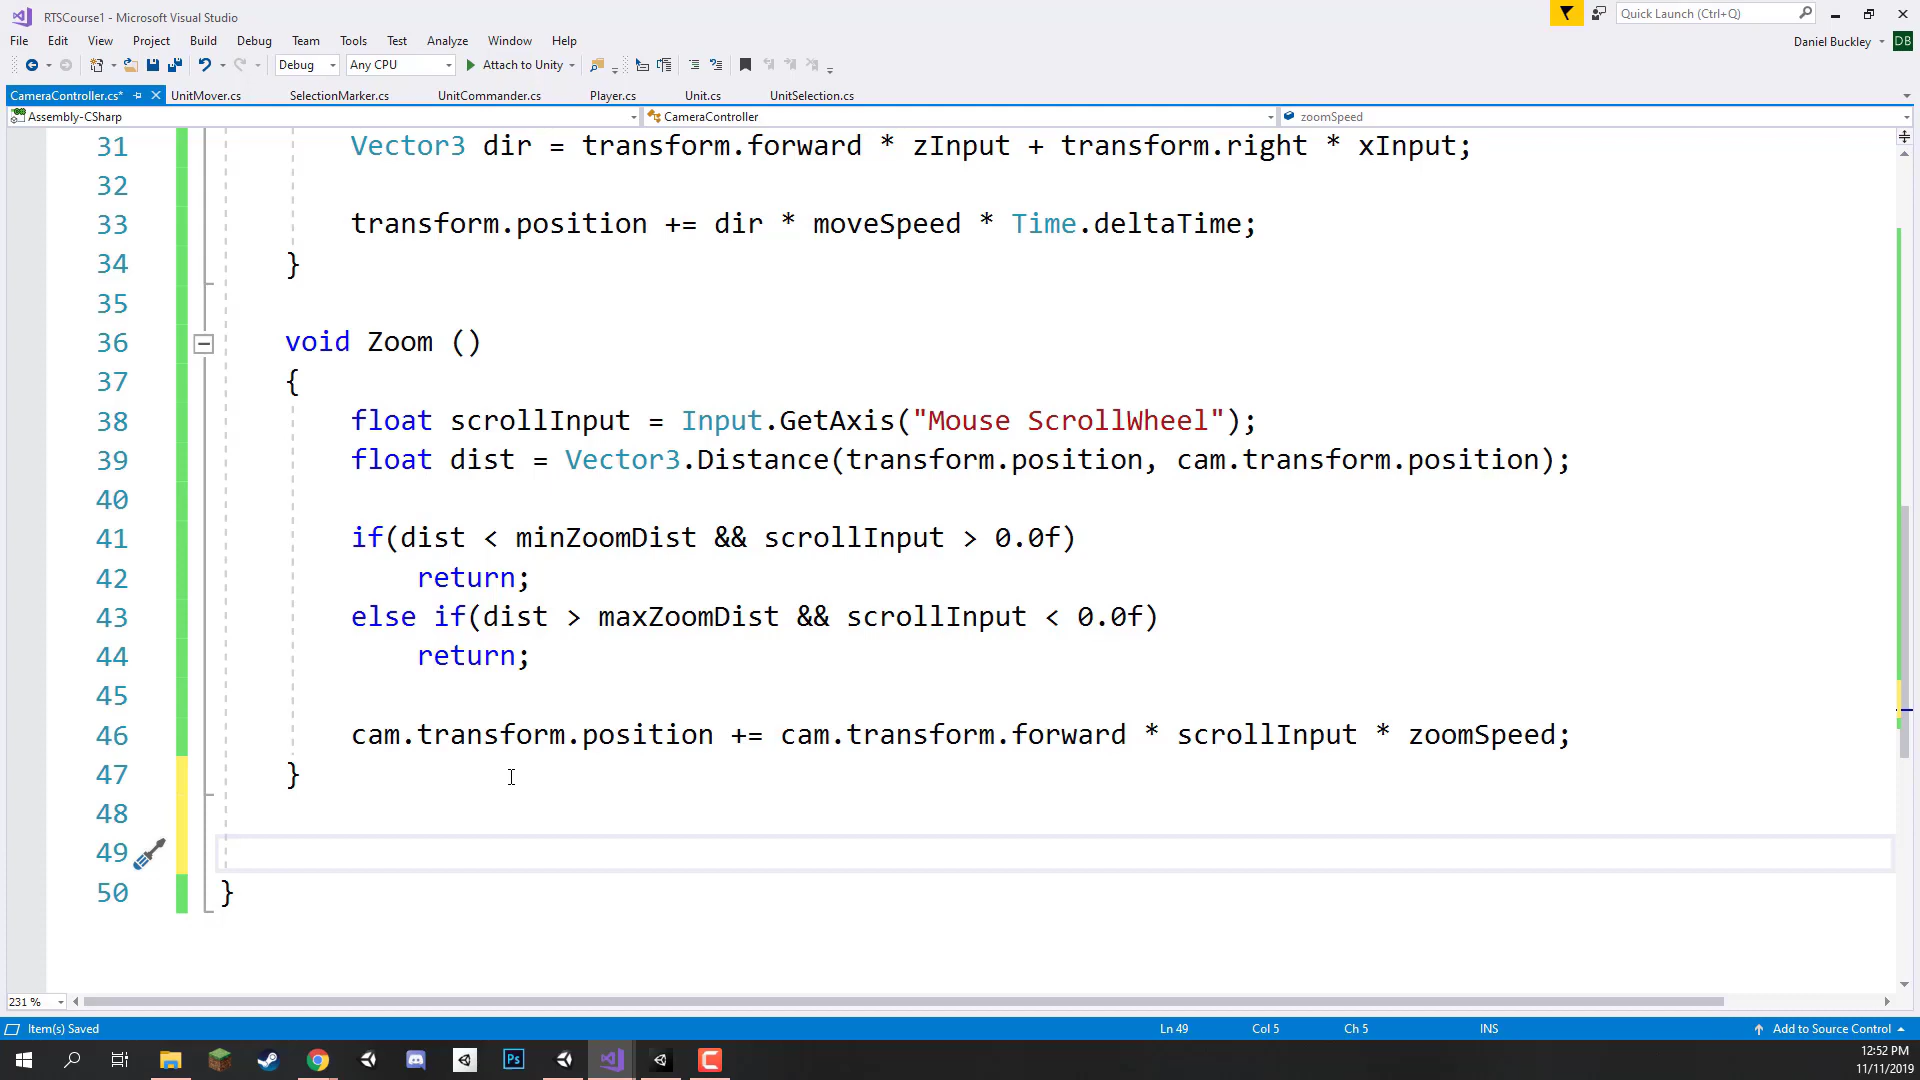 RTSCourse1 - Microsoft Visual Studio
Quick Launch (Ctrl+Q)
File Edit View Project Build Debug Team Tools Test Analyze Window Help
Daniel Buckley DB
Debug Any CPU Attach to Unity
CameraController.cs* UnitMover.cs SelectionMarker.cs UnitCommander.cs Player.cs Unit.cs UnitSelection.cs
Assembly-CSharp CameraController zoomSpeed
31 Vector3 dir = transform.forward * zInput + transform.right * xInput;
32
33 transform.position += dir * moveSpeed * Time.deltaTime;
34 }
35
36 void Zoom ()
37 {
38 float scrollInput = Input.GetAxis("Mouse ScrollWheel");
39 float dist = Vector3.Distance(transform.position, cam.transform.position);
40
41 if(dist < minZoomDist && scrollInput > 0.0f)
42 return;
43 else if(dist > maxZoomDist && scrollInput < 0.0f)
44 return;
45
46 cam.transform.position += cam.transform.forward * scrollInput * zoomSpeed;
47 }
48
49
50 }
231 %
Item(s) Saved Ln 49 Col 5 Ch 5 INS Add to Source Control
Ps
12:52 PM
11/11/2019